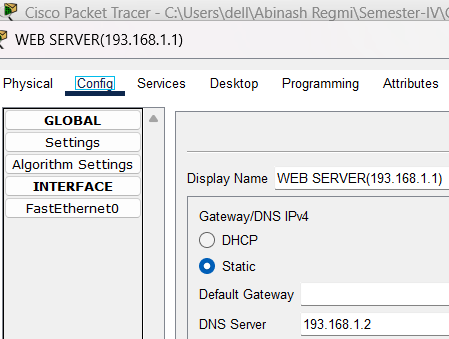 Cisco Packet Tracer - C:\Users\dell\Abinash Regmi\Semester-IV\
WEB SERVER(193.168.1.1)
Physical Config Services Desktop Programming Attributes
GLOBAL
Settings
Algorithm Settings
INTERFACE
FastEthernet0
Display Name WEB SERVER(193.168.1.1)
Gateway/DNS IPv4
DHCP
Static
Default Gateway
DNS Server 193.168.1.2